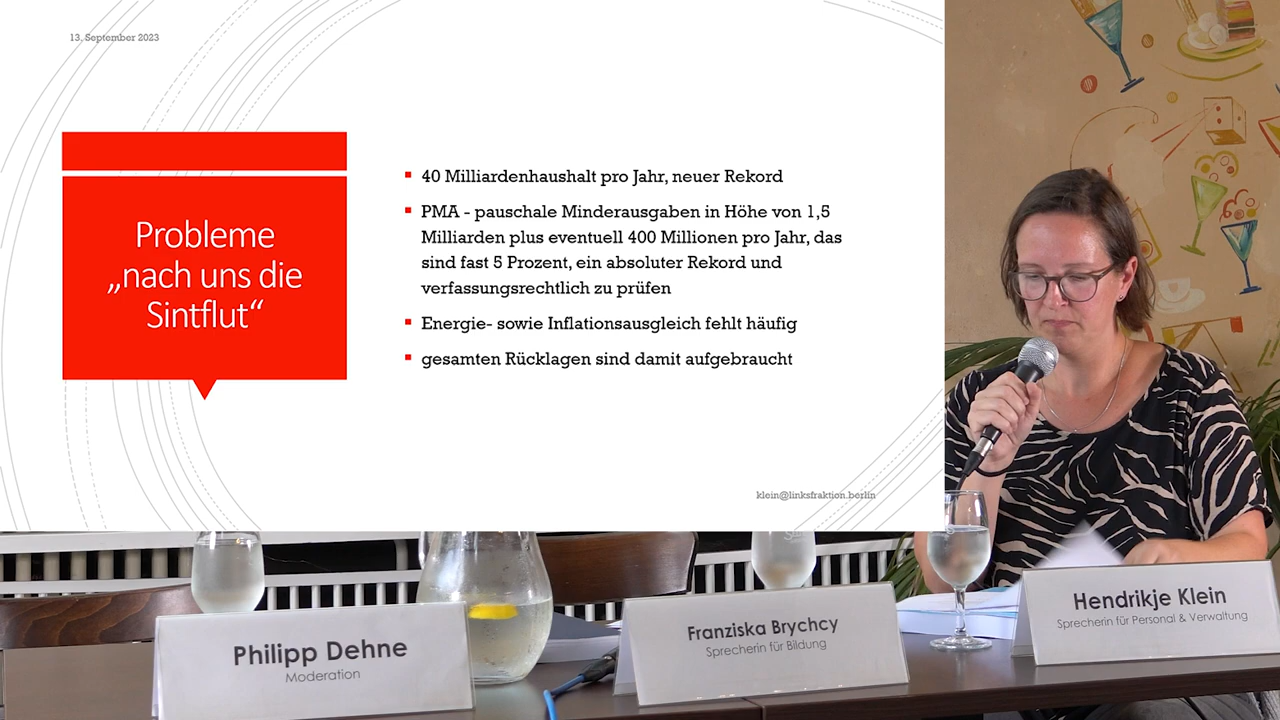 13. September 2023
Probleme
„nach uns die
Sintflut“
40 Milliardenhaushalt pro Jahr, neuer Rekord
PMA - pauschale Minderausgaben in Höhe von 1,5
Milliarden plus eventuell 400 Millionen pro Jahr, das
sind fast 5 Prozent, ein absoluter Rekord und
verfassungsrechtlich zu prüfen
Energie- sowie Inflationsausgleich fehlt häufig
gesamten Rücklagen sind damit aufgebraucht
klein@linksfraktion.berlin
Philipp Dehne
Moderation
Franziska Brychcy
Sprecherin für Bildung
Hendrikje Klein
Sprecherin für Personal & Verwaltung